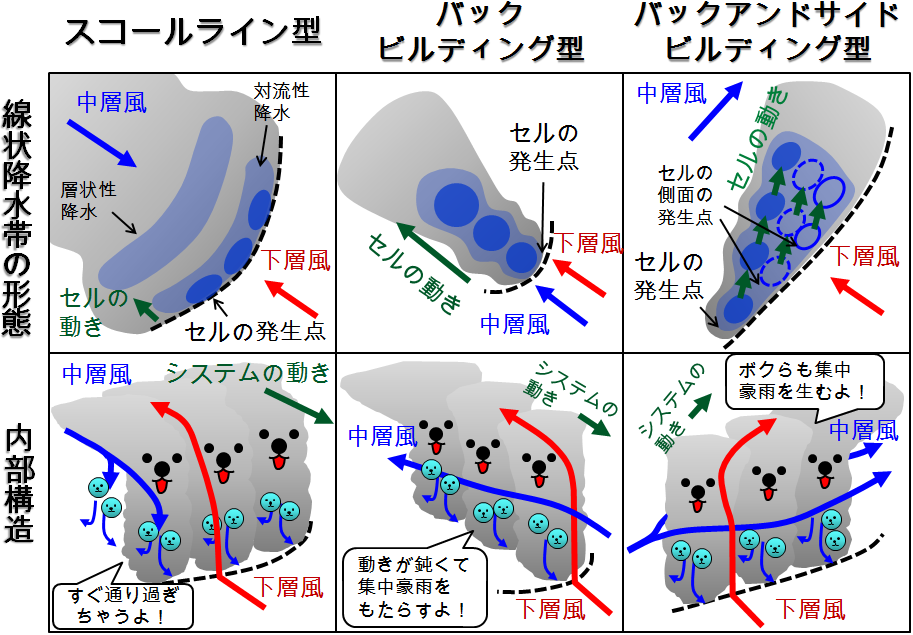 スコールライン型
バック
ビルディング型
バックアンドサイド
ビルディング型
線状降水帯の形態
中層風
対流性
降水
層状性
降水
下層風
セルの
動き
セルの発生点
セルの
発生点
下層風
セルの動き
中層風
中層風
セルの動き
セルの
側面の
発生点
下層風
セルの
発生点
内部構造
中層風
システムの動き
下層風
すぐ通り過ぎ
ちゃうよ！
システムの
動き
中層風
動きが鈍くて
集中豪雨を
もたらすよ！
下層風
システムの
動き
ボクらも集中
豪雨を生むよ！
中層風
下層風